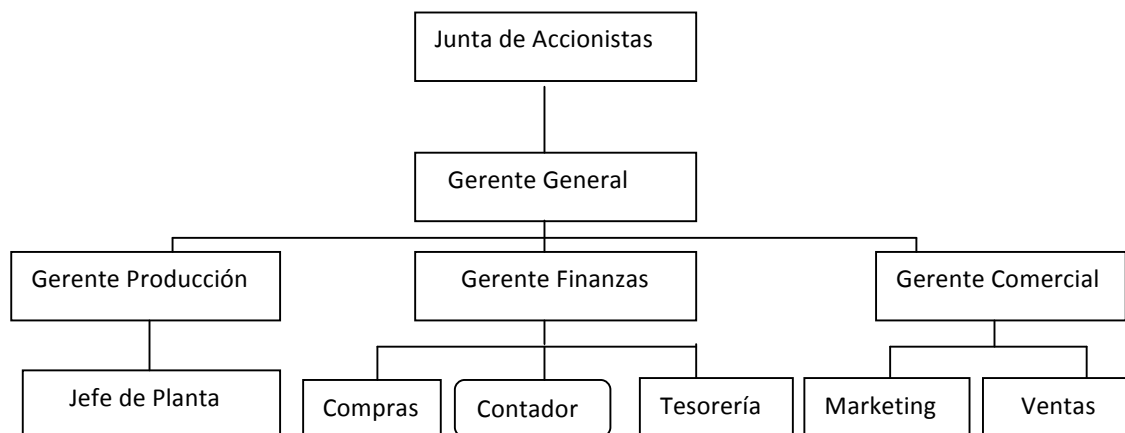 Junta de Accionistas
Gerente General
Gerente Producción
Gerente Finanzas
Gerente Comercial
Jefe de Planta
Compras
Contador
Tesorería
Marketing
Ventas